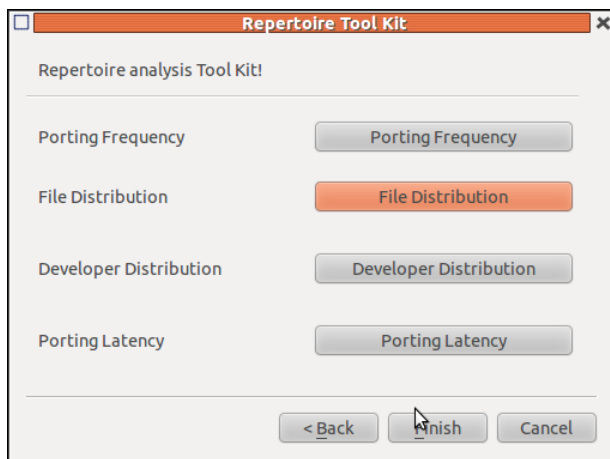 Repertoire Tool Kit
Repertoire analysis Tool Kit!
Porting Frequency Porting Frequency
File Distribution File Distribution
Developer Distribution Developer Distribution
Porting Latency Porting Latency
< Back Finish Cancel